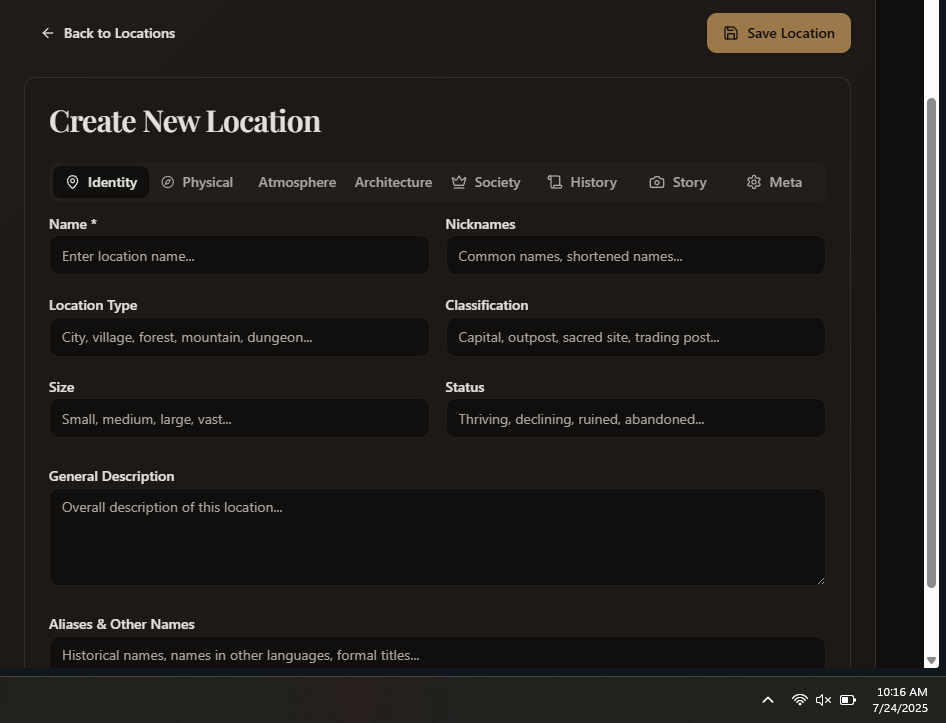 Back to Locations
Save Location
Create New Location
Identity Physical Atmosphere Architecture Society History Story Meta
Name * Nicknames
Enter location name... Common names, shortened names...
Location Type Classification
City, village, forest, mountain, dungeon... Capital, outpost, sacred site, trading post...
Size Status
Small, medium, large, vast... Thriving, declining, ruined, abandoned...
General Description
Overall description of this location...
Aliases & Other Names
Historical names, names in other languages, formal titles...
10:16 AM
7/24/2025